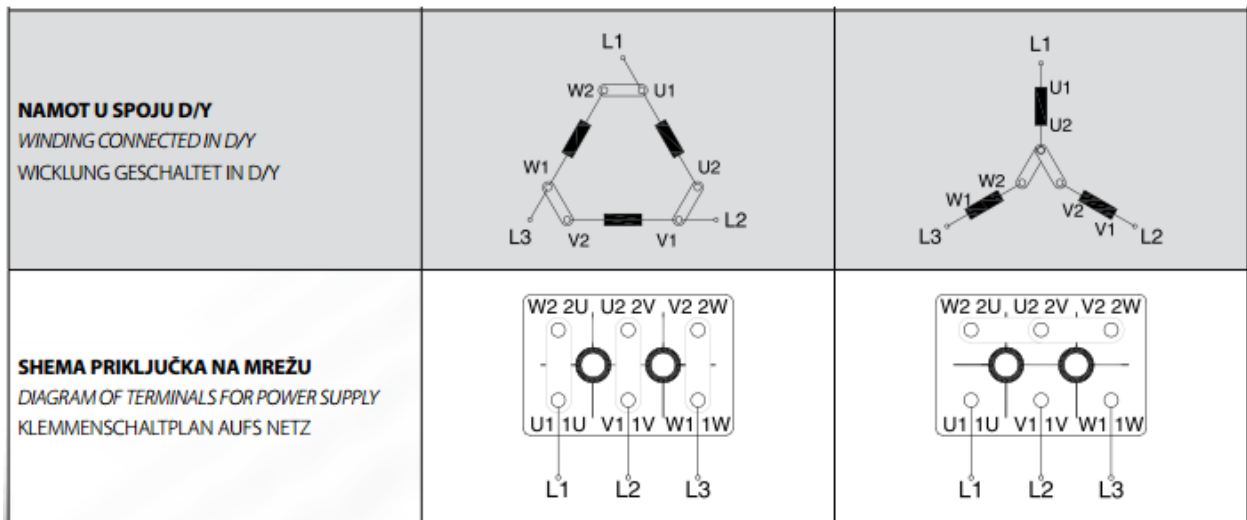 NAMOT U SPOJU D/Y
WINDING CONNECTED IN D/Y
WICKLUNG GESCHALTET IN D/Y
L1
W2 U1
W1 U2
L3 V2 V1 L2
L1
U1
U2
W2
W1 V2
V1
L3 L2
SHEMA PRIKLJUČKA NA MREŽU
DIAGRAM OF TERMINALS FOR POWER SUPPLY
KLEMMENSCHALTPLAN AUFS NETZ
W2 2U U2 2V V2 2W
U1 1U V1 1V W1 1W
L1 L2 L3
W2 2U U2 2V V2 2W
U1 1U V1 1V W1 1W
L1 L2 L3